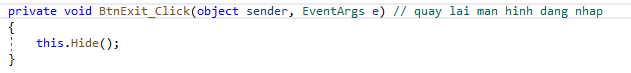 private void BtnExit_Click(object sender, EventArgs e) // quay lai man hinh dang nhap
{
    this.Hide();
}